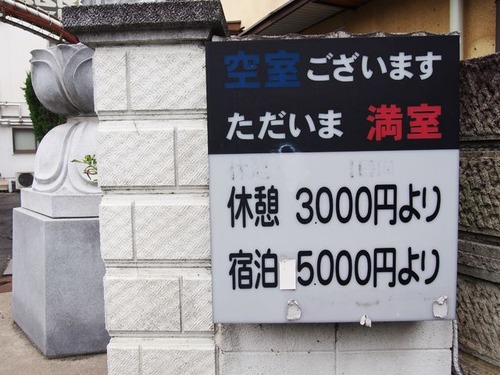 空室ございます
ただいま 満室
休憩 3000円より
宿泊 5000円より